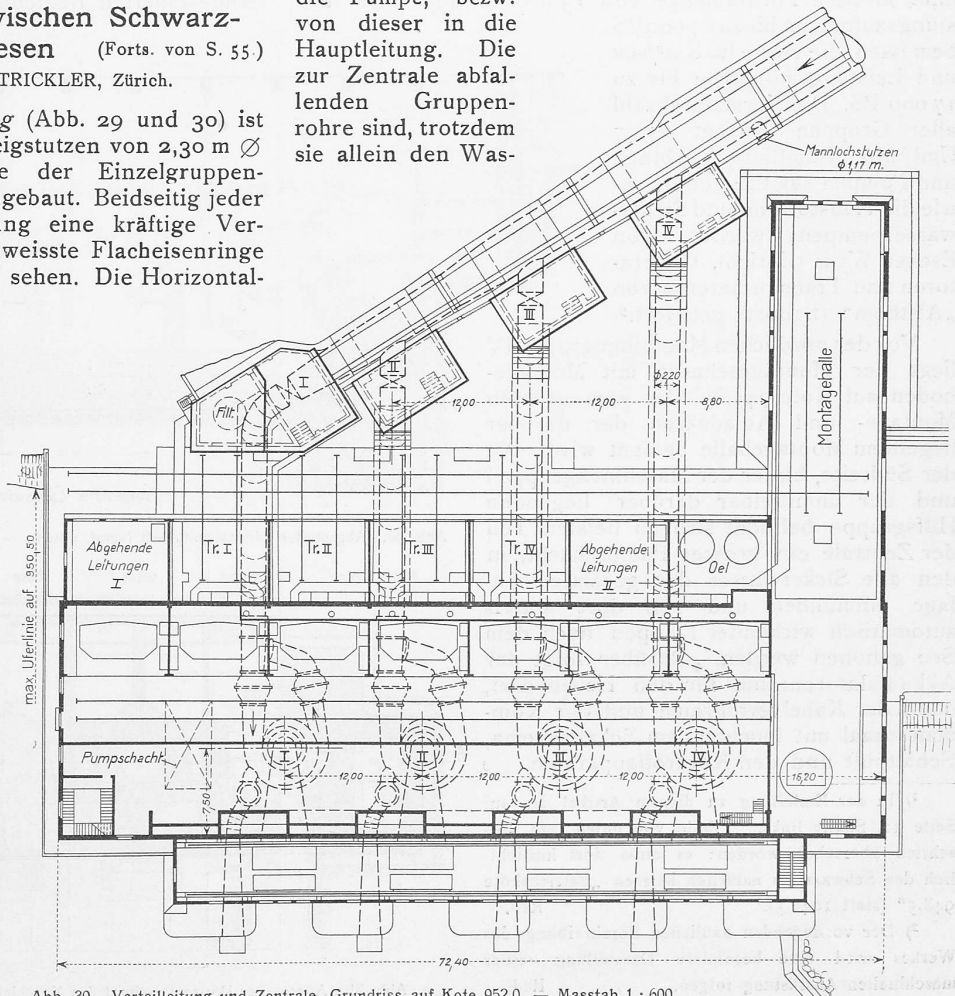 vischen Schwarz-
esen (Forts. von S. 55.)
TRICKLER, Zürich.
g (Abb. 29 und 30) ist
eigstutzen von 2,30 m Ø
e der Einzelgruppen-
gebaut. Beidseitig jeder
ng eine kräftige Ver-
weisste Flacheisenringe
sehen. Die Horizontal-
die Pumpe, bezw.
von dieser in die
Hauptleitung. Die
zur Zentrale abfal-
lenden Gruppen-
rohre sind, trotzdem
sie allein den Was-
Mannlochstutzen
ϕ 1,17 m.
IV
III
II
I
Filt.
12,00
12,00
ϕ 2,20
8,80
Montagehalle
max. Uferlinie auf 950,50
Abgehende
Leitungen
I
Tr. I
Tr. II
Tr. III
Tr. IV
Abgehende
Leitungen
II
Oel
Pumpschacht
7,50
I
II
III
IV
12,00
12,00
12,00
16,20
72,40
Abb. 30. Verteilleitung und Zentrale, Grundriss auf Kote 952,0. — Masstab 1 : 600.